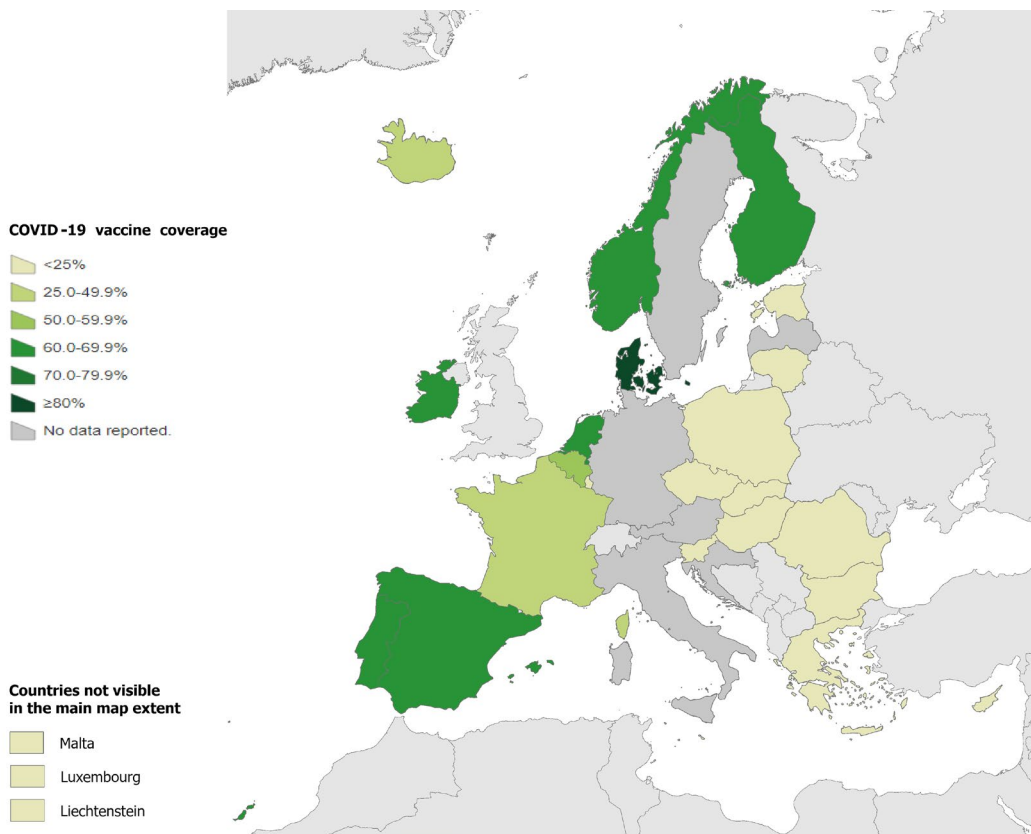 COVID-19 vaccine coverage
<25%
25.0-49.9%
50.0-59.9%
60.0-69.9%
70.0-79.9%
≥80%
No data reported.
Countries not visible
in the main map extent
Malta
Luxembourg
Liechtenstein